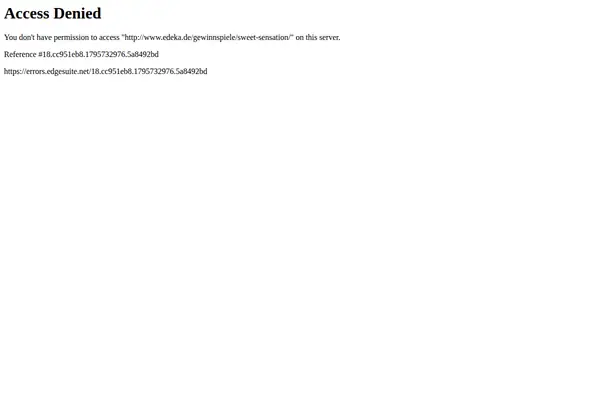 Access Denied
You don't have permission to access "http://www.edeka.de/gewinnspiele/sweet-sensation/" on this server.
Reference #18.cc951eb8.1795732976.5a8492bd
https://errors.edgesuite.net/18.cc951eb8.1795732976.5a8492bd